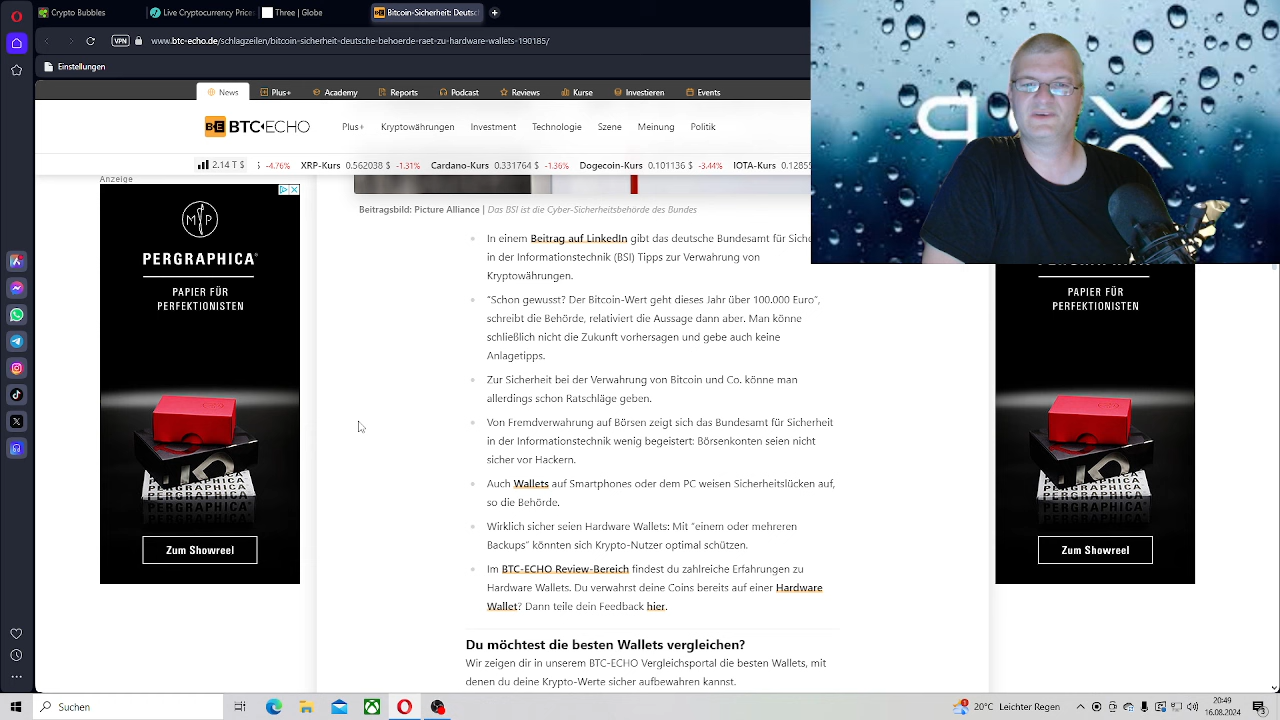 Crypto Bubbles
Live Cryptocurrency Price
Three | Globe
Bitcoin-Sicherheit: Deutsc
VPN
www.btc-echo.de/schlagzeilen/bitcoin-sicherheit-deutsche-behoerde-raet-zu-hardware-wallets-190185/
Einstellungen
News
Plus+
Academy
Reports
Podcast
Reviews
Kurse
Investieren
Events
BE BTC-ECHO
Plus+
Kryptowährungen
Investment
Technologie
Szene
Meinung
Politik
2.14 T $
-4.76%
XRP-Kurs 0.562038 $ -1.31%
Cardano-Kurs 0.331764 $ -1.36%
Dogecoin-Kurs 0.101136 $ -3.44%
IOTA-Kurs 0.12855
Anzeige
PERGRAPHICA®
PAPIER FÜR
PERFEKTIONISTEN
PERGRAPHICA
PERGRAPHICA
Zum Showreel
Beitragsbild: Picture Alliance | Das BSI ist die Cyber-Sicherheitsbehörde des Bundes
In einem Beitrag auf LinkedIn gibt das deutsche Bundesamt für Siche
in der Informationstechnik (BSI) Tipps zur Verwahrung von
Kryptowährungen.
"Schon gewusst? Der Bitcoin-Wert geht dieses Jahr über 100.000 Euro",
schreibt die Behörde, relativiert die Aussage dann aber. Man könne
schließlich nicht die Zukunft vorhersagen und gebe auch keine
Anlagetipps.
Zur Sicherheit bei der Verwahrung von Bitcoin und Co. könne man
allerdings schon Ratschläge geben.
Von Fremdverwahrung auf Börsen zeigt sich das Bundesamt für Sicherheit
in der Informationstechnik wenig begeistert: Börsenkonten seien nicht
sicher vor Hackern.
Auch Wallets auf Smartphones oder dem PC weisen Sicherheitslücken auf,
so die Behörde.
Wirklich sicher seien Hardware Wallets: Mit "einem oder mehreren
Backups" könnten sich Krypto-Nutzer optimal schützen.
Im BTC-ECHO Review-Bereich findest du zahlreiche Erfahrungen zu
Hardware Wallets. Du verwahrst deine Coins bereits auf einer Hardware
Wallet? Dann teile dein Feedback hier.
Du möchtest die besten Wallets vergleichen?
Wir zeigen dir in unserem BTC-ECHO Vergleichsportal die besten Wallets, mit
denen du deine Krypto-Werte sicher aufbewahren kannst.
PAPIER FÜR
PERFEKTIONISTEN
PERGRAPHICA
PERGRAPHICA
Zum Showreel
Suchen
20°C Leichter Regen
20:49
16.08.2024